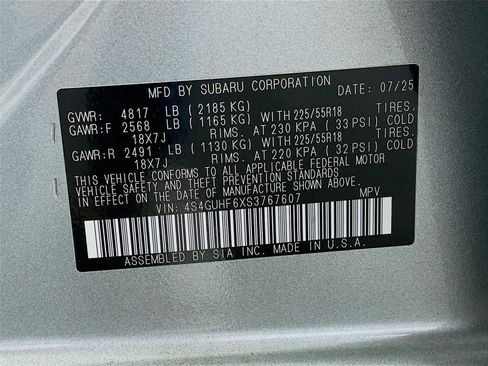 MFD BY SUBARU CORPORATION DATE: 07/25
GVWR: 4817 LB (2185 KG)
GAWR:F 2568 LB (1165 KG) WITH 225/55R18 TIRES.
18X7J RIMS. AT 230 KPA (33 PSI) COLD
GAWR:R 2491 LB (1130 KG) WITH 225/55R18 TIRES.
18X7J RIMS. AT 220 KPA (32 PSI) COLD
THIS VEHICLE CONFORMS TO ALL APPLICABLE FEDERAL MOTOR
VEHICLE SAFETY AND THEFT PREVENTION STANDARDS
IN EFFECT ON THE DATE OF MANUFACTURE SHOWN ABOVE.
VIN: 4S4GUHF6XS3767607 MPV
ASSEMBLED BY SIA INC. MADE IN U.S.A.